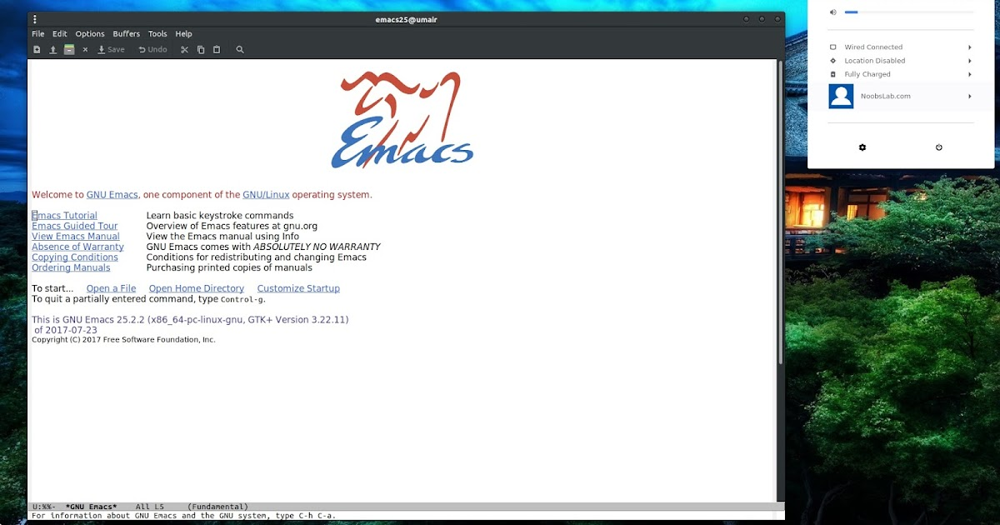 emacs25@umair
File Edit Options Buffers Tools Help
Save Undo
Emacs
Welcome to GNU Emacs, one component of the GNU/Linux operating system.
Emacs Tutorial Learn basic keystroke commands
Emacs Guided Tour Overview of Emacs features at gnu.org
View Emacs Manual View the Emacs manual using Info
Absence of Warranty GNU Emacs comes with ABSOLUTELY NO WARRANTY
Copying Conditions Conditions for redistributing and changing Emacs
Ordering Manuals Purchasing printed copies of manuals
To start... Open a File Open Home Directory Customize Startup
To quit a partially entered command, type Control-g.
This is GNU Emacs 25.2.2 (x86_64-pc-linux-gnu, GTK+ Version 3.22.11)
of 2017-07-23
Copyright (C) 2017 Free Software Foundation, Inc.
U:%%- *GNU Emacs* All L5 (Fundamental)
For information about GNU Emacs and the GNU system, type C-h C-a.
Wired Connected
Location Disabled
Fully Charged
NoobsLab.com